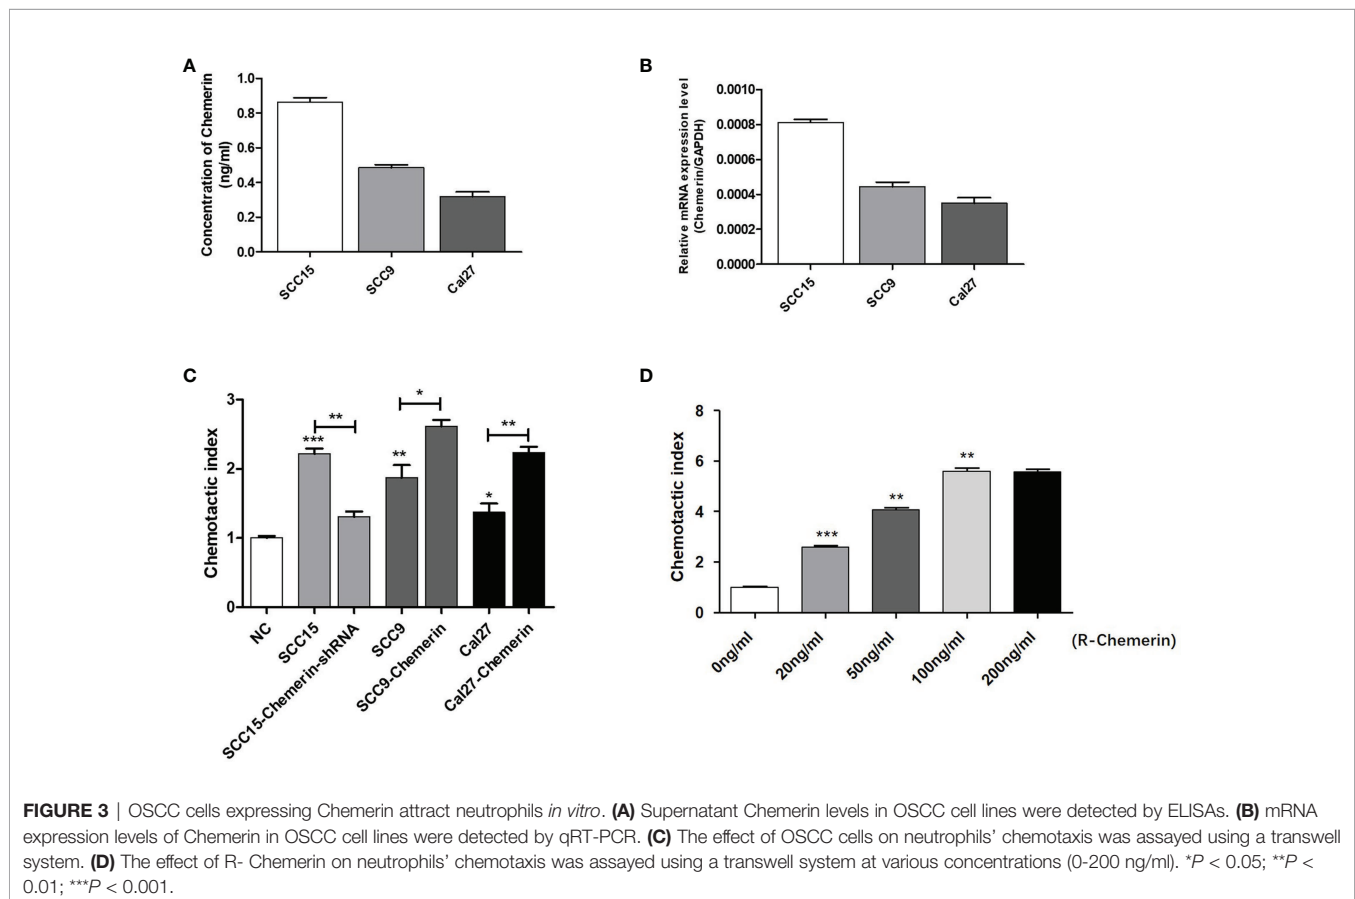 A
Concentration of Chemerin
(ng/ml)
1.0
0.8
0.6
0.4
0.2
0.0
SCC15
SCC9
Cal27
B
Relative mRNA expression level
(Chemerin/GAPDH)
0.0010
0.0008
0.0006
0.0004
0.0002
0.0000
SCC15
SCC9
Cal27
C
Chemotactic index
3
2
1
0
***
**
**
*
*
**
NC
SCC15
SCC15-Chemerin-shRNA
SCC9
SCC9-Chemerin
Cal27
Cal27-Chemerin
D
Chemotactic index
8
6
4
2
0
***
**
**
0ng/ml
20ng/ml
50ng/ml
100ng/ml
200ng/ml
(R-Chemerin)
FIGURE 3 | OSCC cells expressing Chemerin attract neutrophils in vitro. (A) Supernatant Chemerin levels in OSCC cell lines were detected by ELISAs. (B) mRNA
expression levels of Chemerin in OSCC cell lines were detected by qRT-PCR. (C) The effect of OSCC cells on neutrophils’ chemotaxis was assayed using a transwell
system. (D) The effect of R- Chemerin on neutrophils’ chemotaxis was assayed using a transwell system at various concentrations (0-200 ng/ml). *P < 0.05; **P <
0.01; ***P < 0.001.